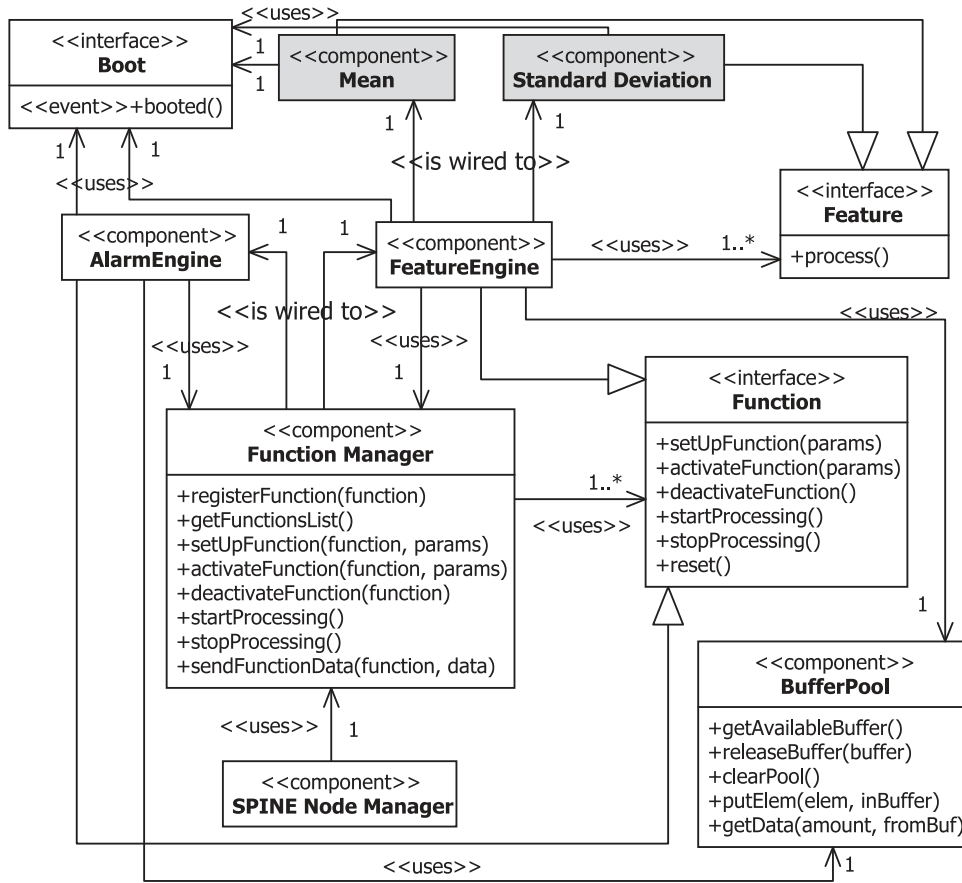 <<uses>>
<<interface>>
Boot
<<event>>+booted()
1
1
<<component>>
Mean
<<component>>
Standard Deviation
1
1
<<is wired to>>
1
1
<<uses>>
<<interface>>
Feature
+process()
<<component>>
AlarmEngine
1
1
<<component>>
FeatureEngine
<<uses>>
1..*
<<is wired to>>
<<uses>>
<<uses>>
<<uses>>
1
1
<<interface>>
Function
+setUpFunction(params)
+activateFunction(params)
+deactivateFunction()
+startProcessing()
+stopProcessing()
+reset()
<<component>>
Function Manager
+registerFunction(function)
+getFunctionsList()
+setUpFunction(function, params)
+activateFunction(function, params)
+deactivateFunction(function)
+startProcessing()
+stopProcessing()
+sendFunctionData(function, data)
1..*
<<uses>>
1
<<component>>
BufferPool
+getAvailableBuffer()
+releaseBuffer(buffer)
+clearPool()
+putElem(elem, inBuffer)
+getData(amount, fromBuf)
<<uses>>
1
<<component>>
SPINE Node Manager
<<uses>>
1